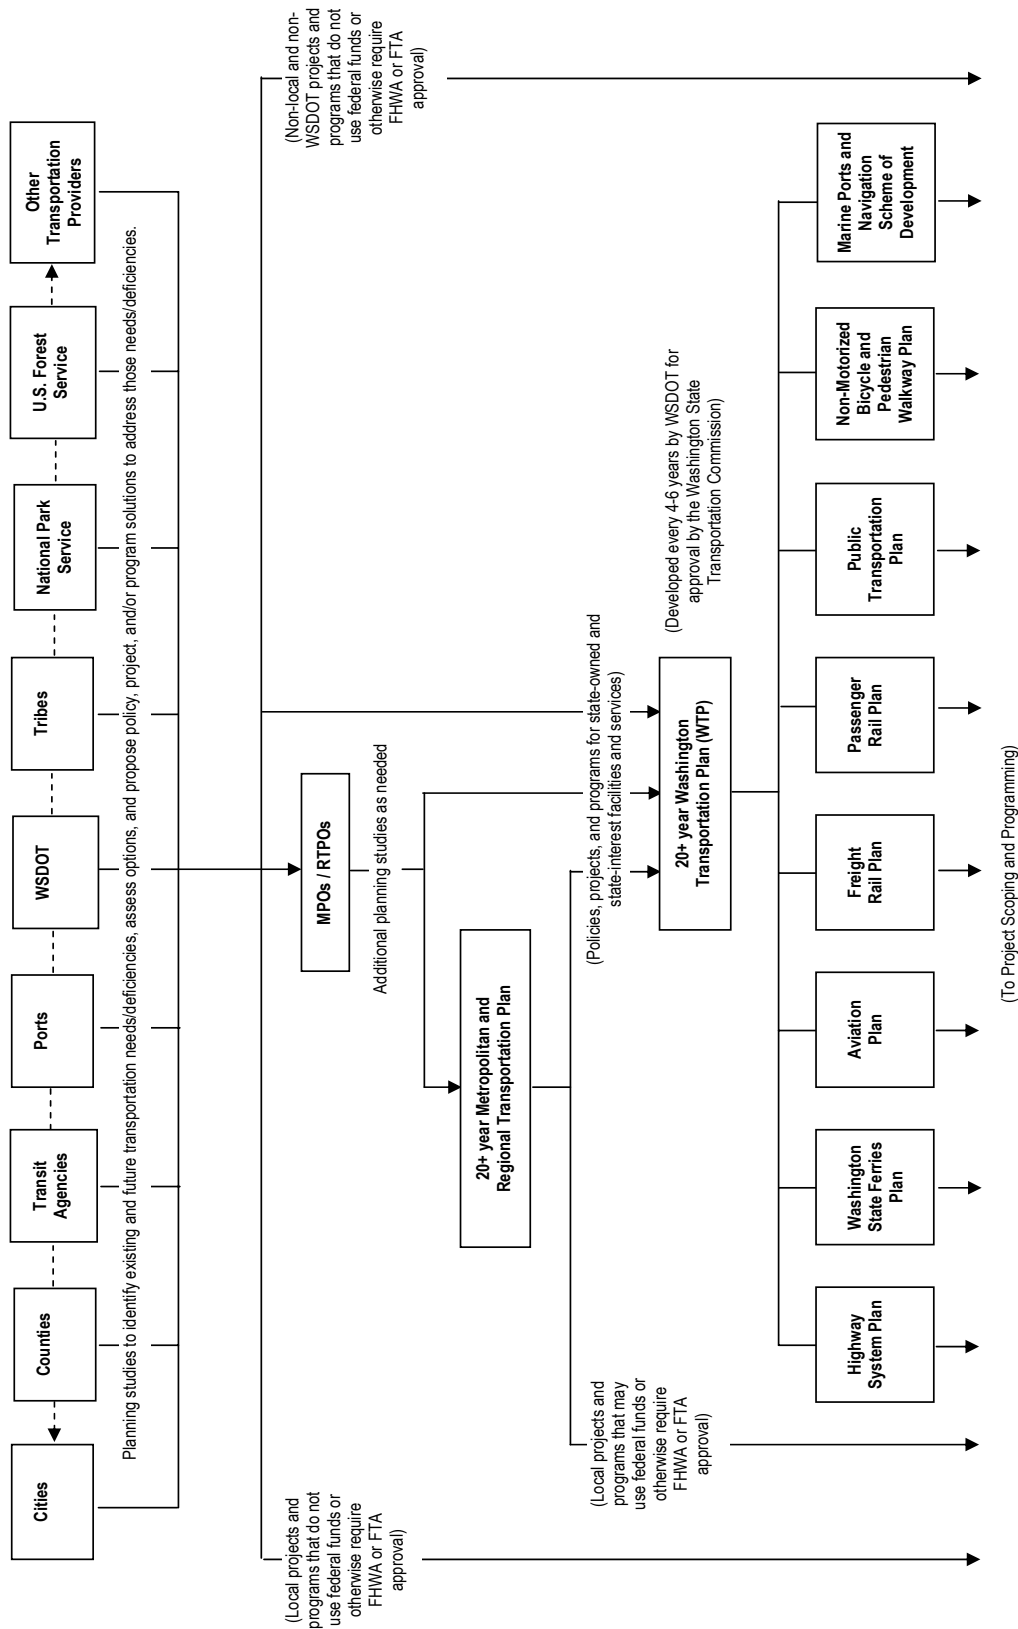 Cities
Counties
Transit
Agencies
Ports
WSDOT
Tribes
National Park
Service
U.S. Forest
Service
Other
Transportation
Providers
Planning studies to identify existing and future transportation needs/deficiencies, assess options, and propose policy, project, and/or program solutions to address those needs/deficiencies.
(Local projects and
programs that do not
use federal funds or
otherwise require
FHWA or FTA
approval)
MPOs / RTPOs
Additional planning studies as needed
(Non-local and non-
WSDOT projects and
programs that do not
use federal funds or
otherwise require
FHWA or FTA
approval)
20+ year Metropolitan and
Regional Transportation Plan
(Local projects and
programs that may
use federal funds or
otherwise require
FHWA or FTA
approval)
(Policies, projects, and programs for state-owned and
state-interest facilities and services)
20+ year Washington
Transportation Plan (WTP)
(Developed every 4-6 years by WSDOT for
approval by the Washington State
Transportation Commission)
Highway
System Plan
Washington
State Ferries
Plan
Aviation
Plan
Freight
Rail Plan
Passenger
Rail Plan
Public
Transportation
Plan
Non-Motorized
Bicycle and
Pedestrian
Walkway Plan
Marine Ports and
Navigation
Scheme of
Development
(To Project Scoping and Programming)